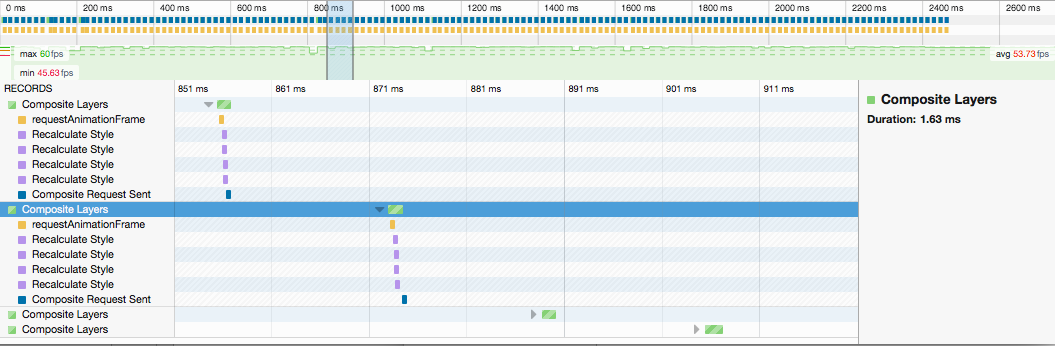 0 ms 200 ms 400 ms 600 ms 800 ms 1000 ms 1200 ms 1400 ms 1600 ms 1800 ms 2000 ms 2200 ms 2400 ms 2600 ms
max 60fps
avg 53.73fps
min 45.63fps
RECORDS 851 ms 861 ms 871 ms 881 ms 891 ms 901 ms 911 ms
Composite Layers
requestAnimationFrame
Recalculate Style
Recalculate Style
Recalculate Style
Recalculate Style
Composite Request Sent
Composite Layers
requestAnimationFrame
Recalculate Style
Recalculate Style
Recalculate Style
Recalculate Style
Composite Request Sent
Composite Layers
Composite Layers
Composite Layers
Duration: 1.63 ms